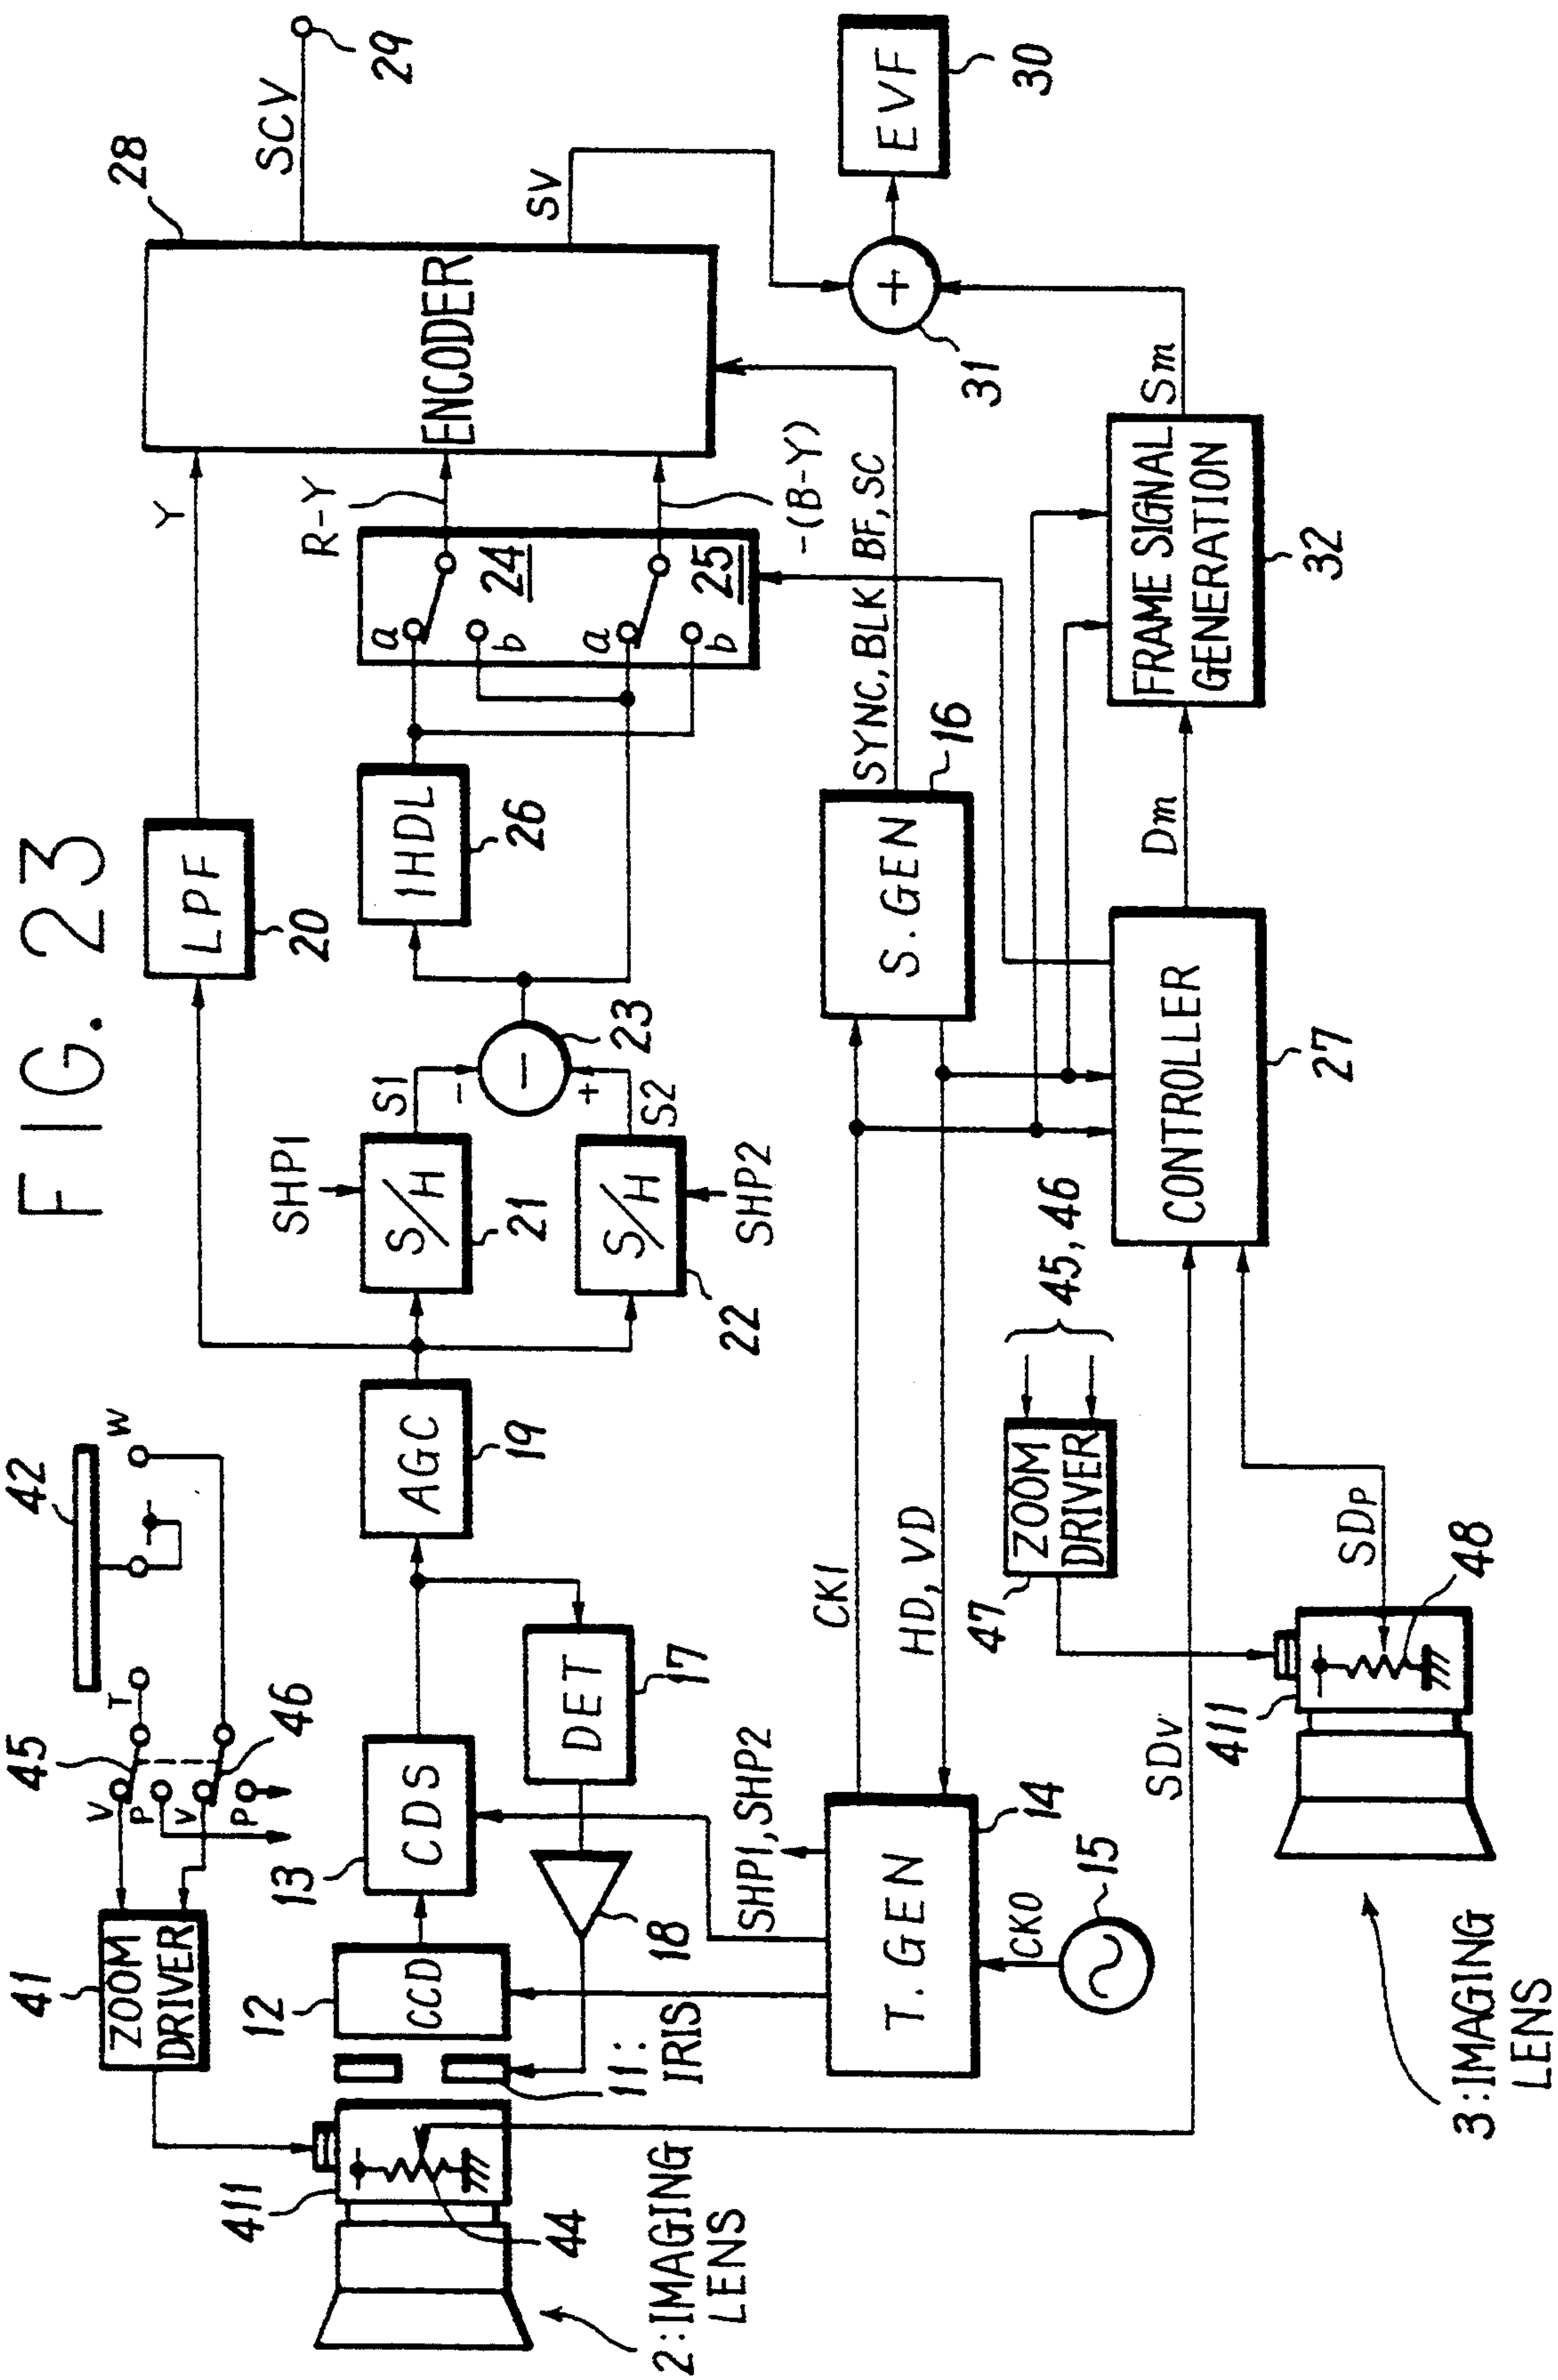 FIG. 23
42
W
T
45
46
V
P
V
P
41
ZOOM
DRIVER
LPF
20
Y
28
ENCODER
SCV
29
SV
411
44
2:IMAGING
LENS
11:
IRIS
12
CCD
13
CDS
AGC
19
DET
17
18
SHP1
S/H
21
S1
-
-
23
+
S2
S/H
22
SHP2
1HDL
26
a
b
24
a
b
25
R-Y
-(B-Y)
SHP1,SHP2
T.GEN
14
CK0
15
CK1
HD,VD
S.GEN
16
SYNC,BLK BF,SC
+
31
EVF
30
ZOOM
DRIVER
47
45,46
CONTROLLER
27
Dm
FRAME SIGNAL
GENERATION
32
Sm
SDV
SDP
411
48
3:IMAGING
LENS